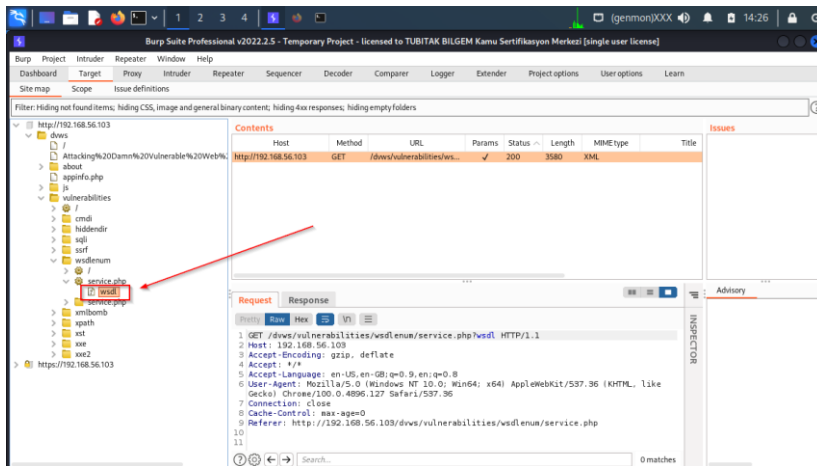 1 2 3 4 (genmon)XXX 14:26
Burp Suite Professional v2022.2.5 - Temporary Project - licensed to TUBITAK BILGEM Kamu Sertifikasyon Merkezi [single user license]
Burp Project Intruder Repeater Window Help
Dashboard Target Proxy Intruder Repeater Sequencer Decoder Comparer Logger Extender Project options User options Learn
Site map Scope Issue definitions
Filter: Hiding not found items; hiding CSS, image and general binary content; hiding 4xx responses; hiding empty folders
http://192.168.56.103
dvws
/
Attacking%20Damn%20Vulnerable%20Web%
about
appinfo.php
js
vulnerabilities
/
cmdi
hiddendir
sqli
ssrf
wsdlenum
/
service.php
wsdl
service.php
xmlbomb
xpath
xst
xxe
xxe2
https://192.168.56.103
Contents
Host Method URL Params Status Length MIME type Title
http://192.168.56.103 GET /dvws/vulnerabilities/ws... ✓ 200 3580 XML
Request Response
Pretty Raw Hex \n
1 GET /dvws/vulnerabilities/wsdlenum/service.php?wsdl HTTP/1.1
2 Host: 192.168.56.103
3 Accept-Encoding: gzip, deflate
4 Accept: */*
5 Accept-Language: en-US,en-GB;q=0.9,en;q=0.8
6 User-Agent: Mozilla/5.0 (Windows NT 10.0; Win64; x64) AppleWebKit/537.36 (KHTML, like
Gecko) Chrome/100.0.4896.127 Safari/537.36
7 Connection: close
8 Cache-Control: max-age=0
9 Referer: http://192.168.56.103/dvws/vulnerabilities/wsdlenum/service.php
10
11
Search... 0 matches
Issues
Advisory
INSPECTOR